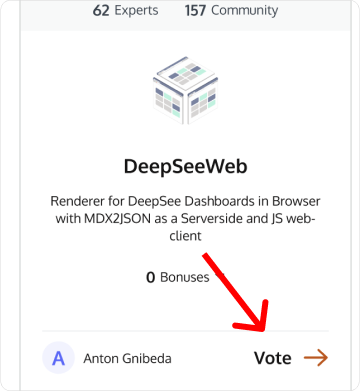 62 Experts 157 Community
DeepSeeWeb
Renderer for DeepSee Dashboards in Browser
with MDX2JSON as a Serverside and JS web-
client
0 Bonuses
A Anton Gnibeda Vote